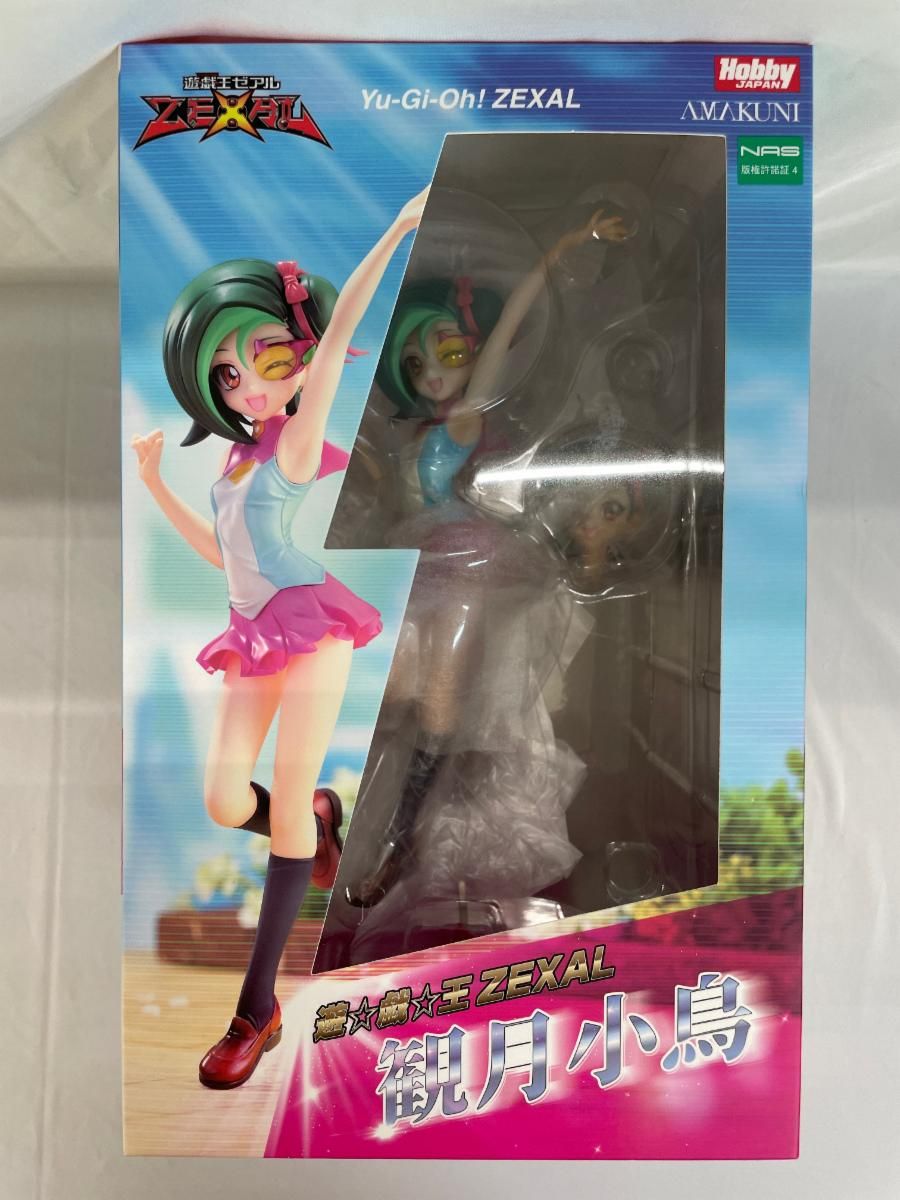 遊戯王ゼアル
ZEXAL
Yu-Gi-Oh! ZEXAL
Hobby
JAPAN
AMAKUNI
NAS
版権許諾証4
遊☆戯☆王 ZEXAL
観月小鳥